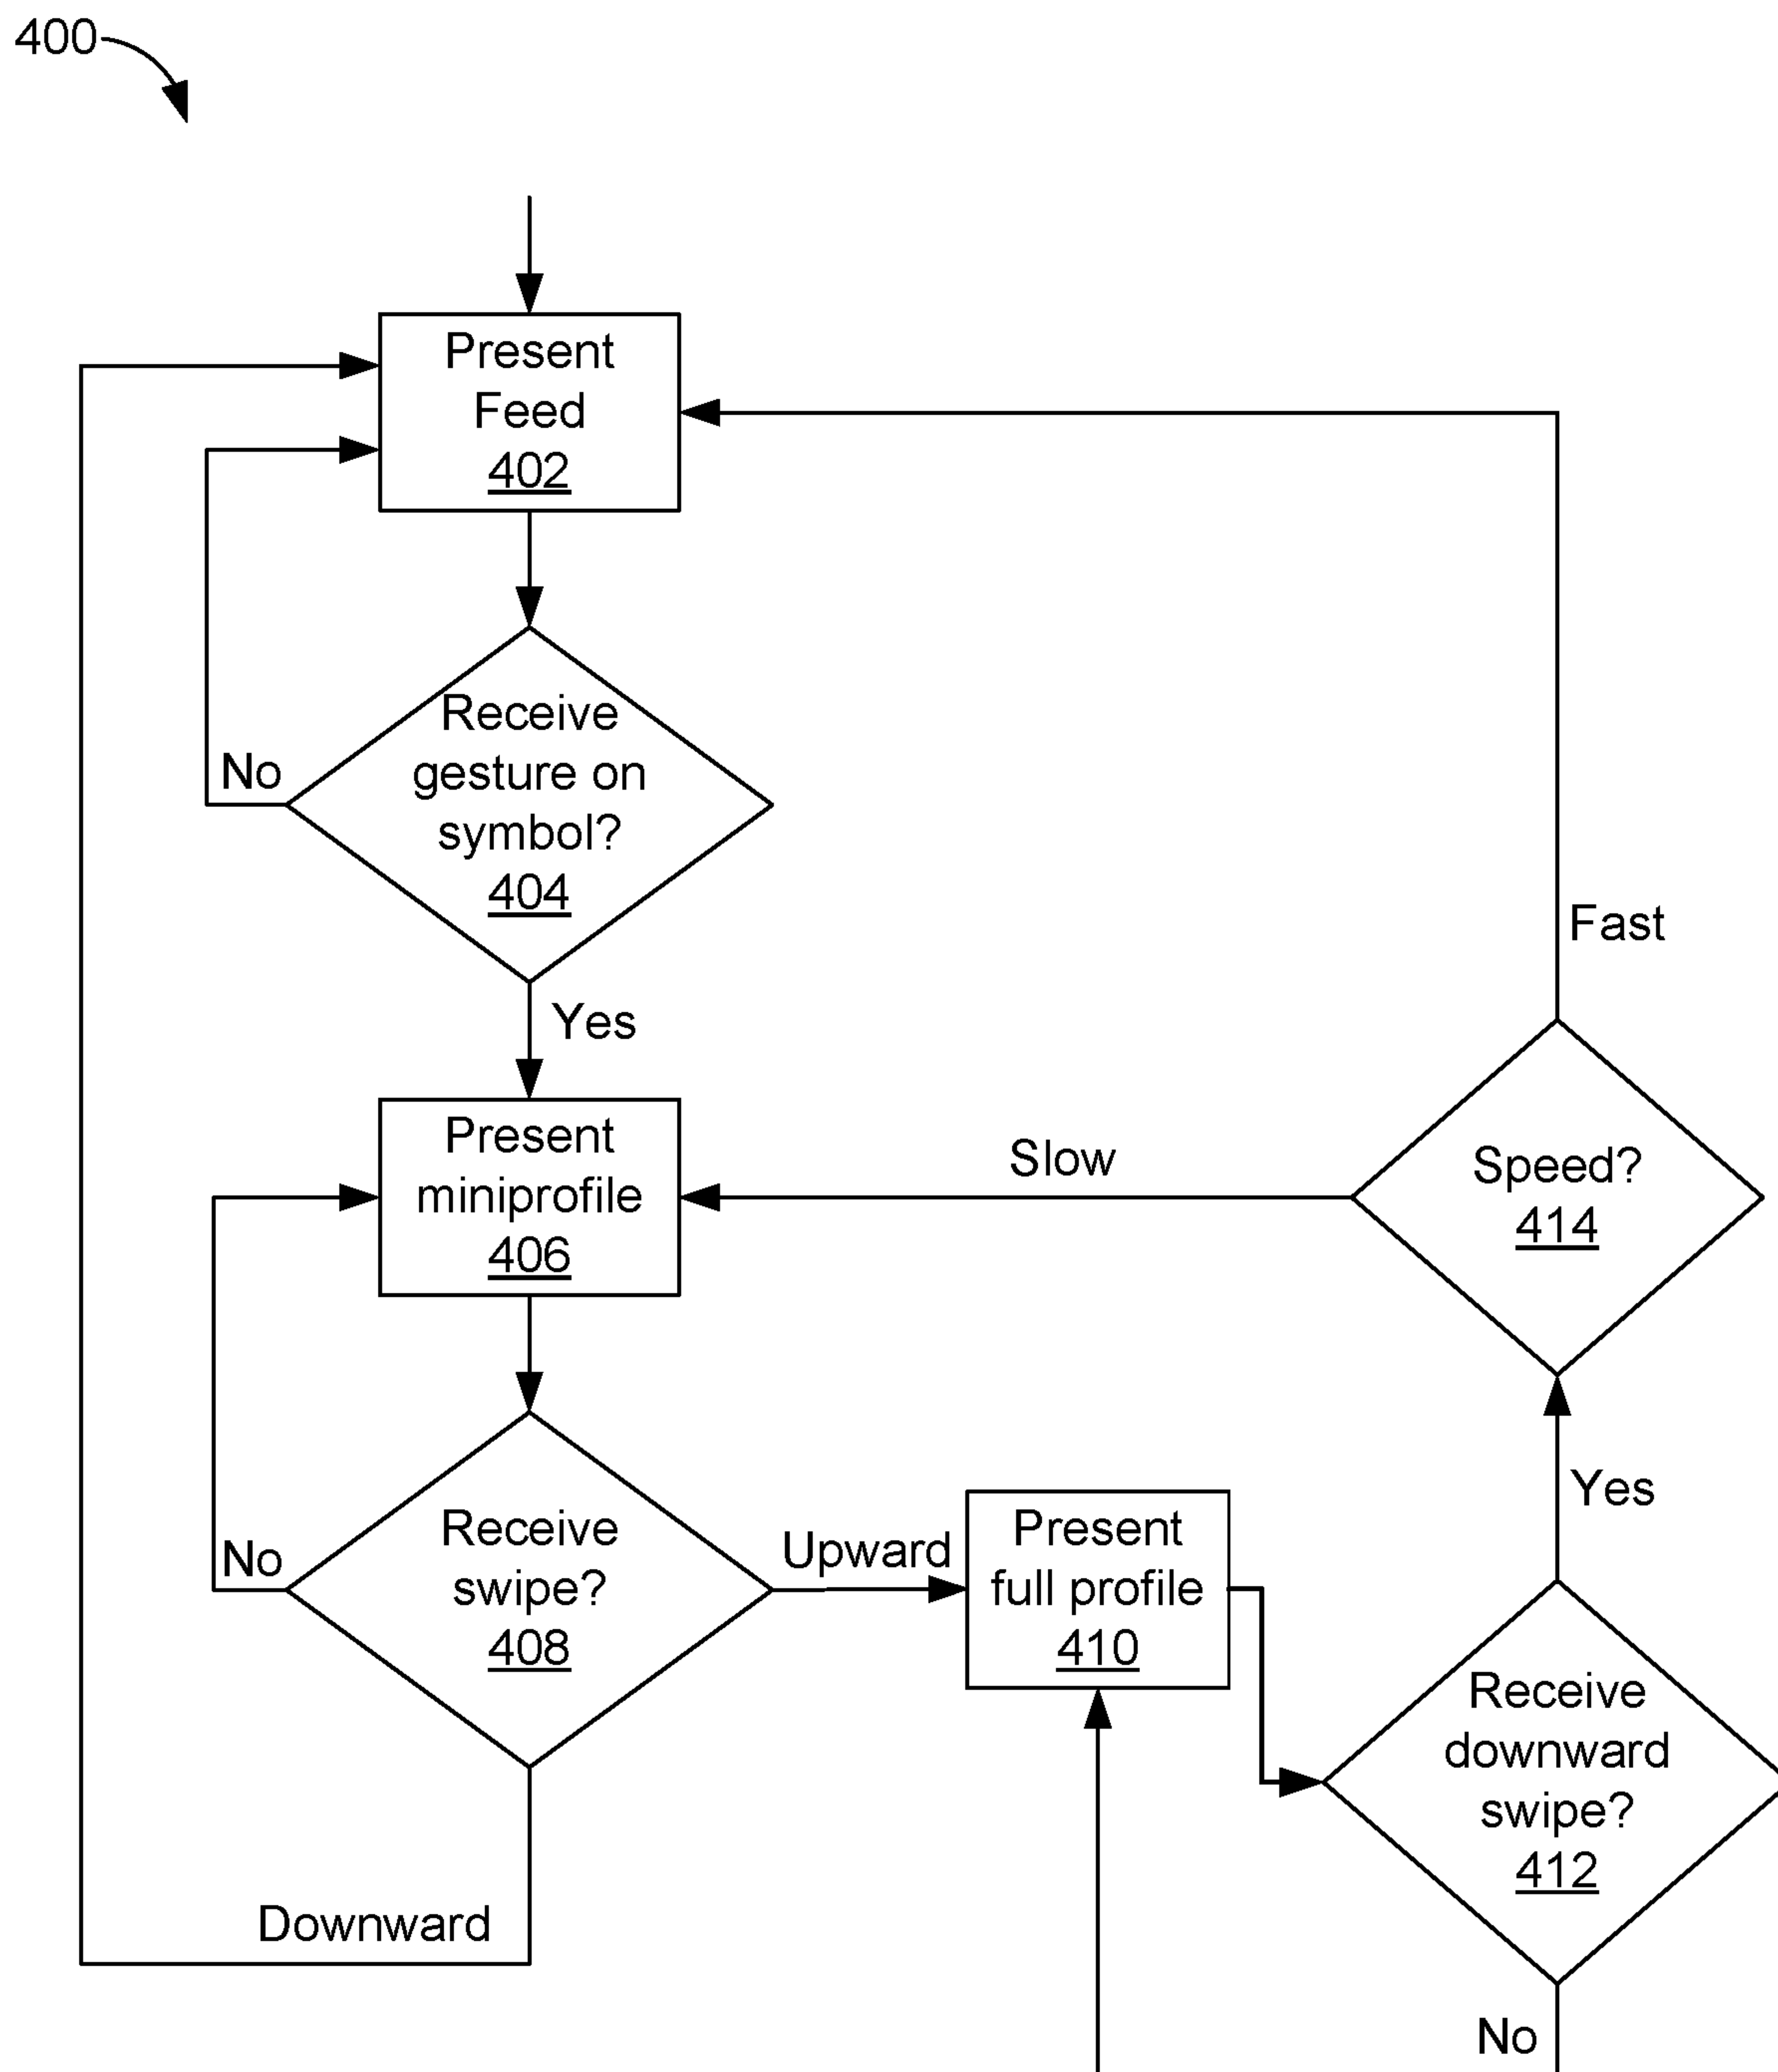 400
Present
Feed
402
Receive
gesture on
symbol?
404
No
Yes
Fast
Present
miniprofile
406
Slow
Speed?
414
Receive
swipe?
408
No
Upward
Present
full profile
410
Yes
Receive
downward
swipe?
412
Downward
No